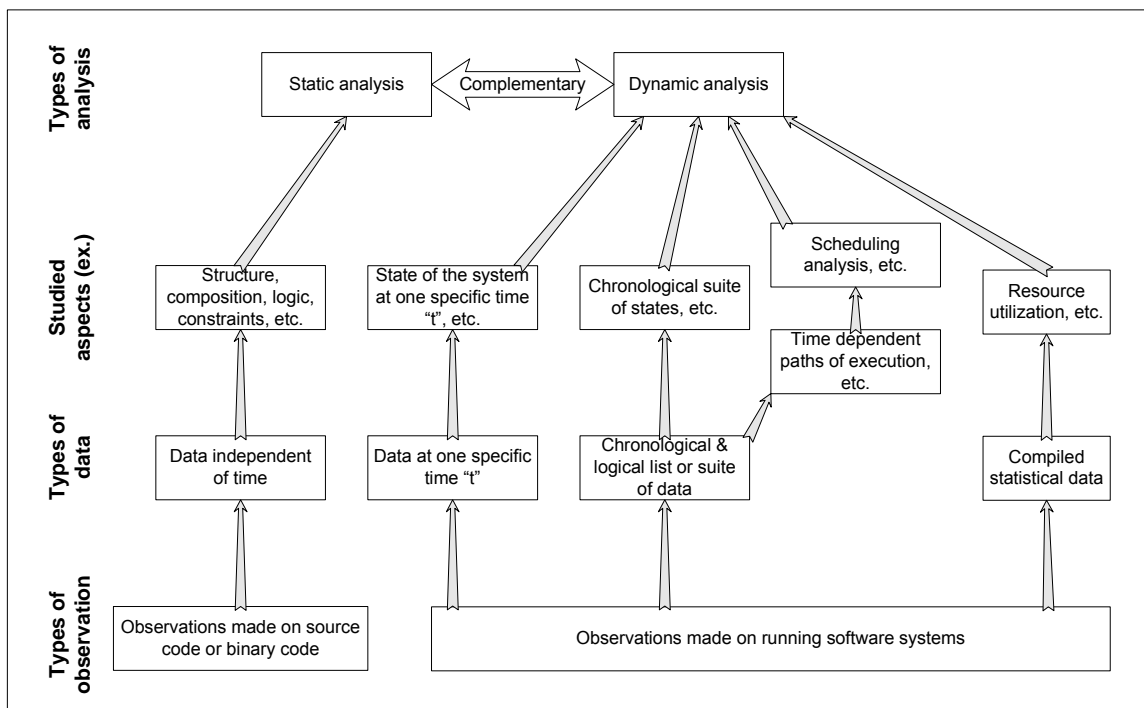 Types of
analysis
Static analysis
Complementary
Dynamic analysis
Studied
aspects (ex.)
Structure,
composition, logic,
constraints, etc.
State of the system
at one specific time
“t”, etc.
Chronological suite
of states, etc.
Scheduling
analysis, etc.
Time dependent
paths of execution,
etc.
Resource
utilization, etc.
Types of
data
Data independent
of time
Data at one specific
time “t”
Chronological &
logical list or suite
of data
Compiled
statistical data
Types of
observation
Observations made on source
code or binary code
Observations made on running software systems